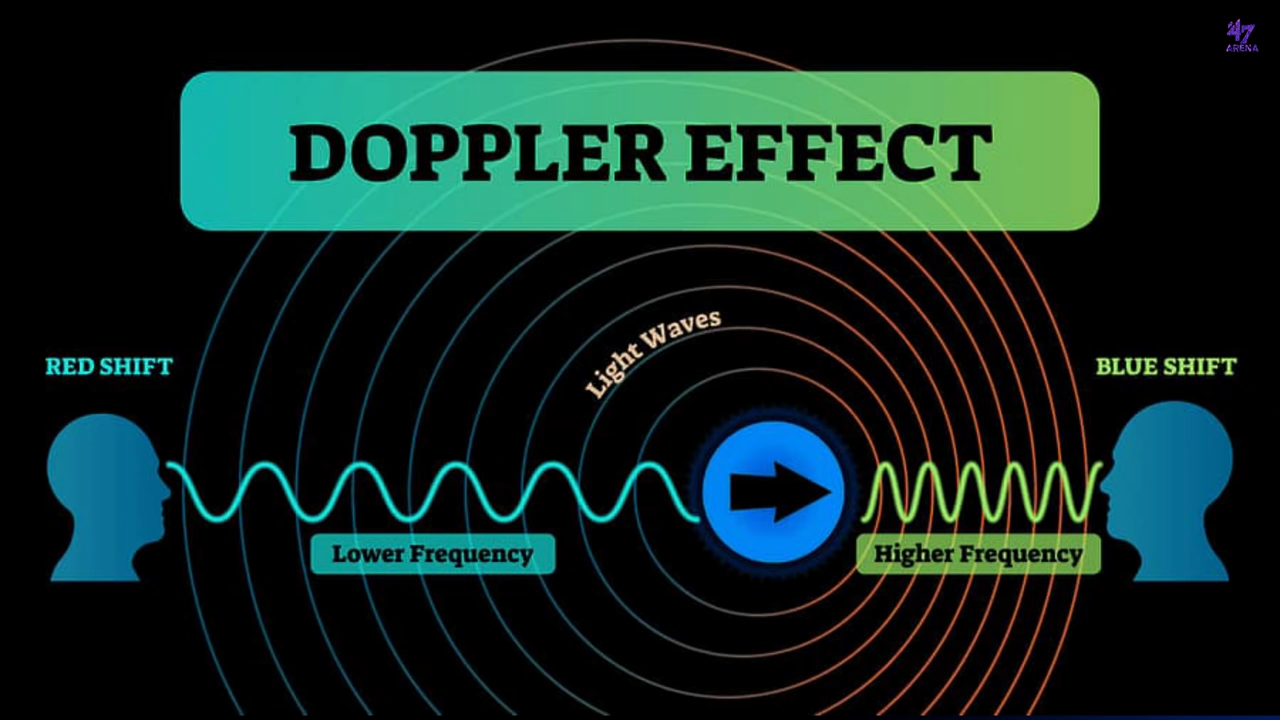 47
ARENA
DOPPLER EFFECT
Light Waves
RED SHIFT
BLUE SHIFT
Lower Frequency
Higher Frequency